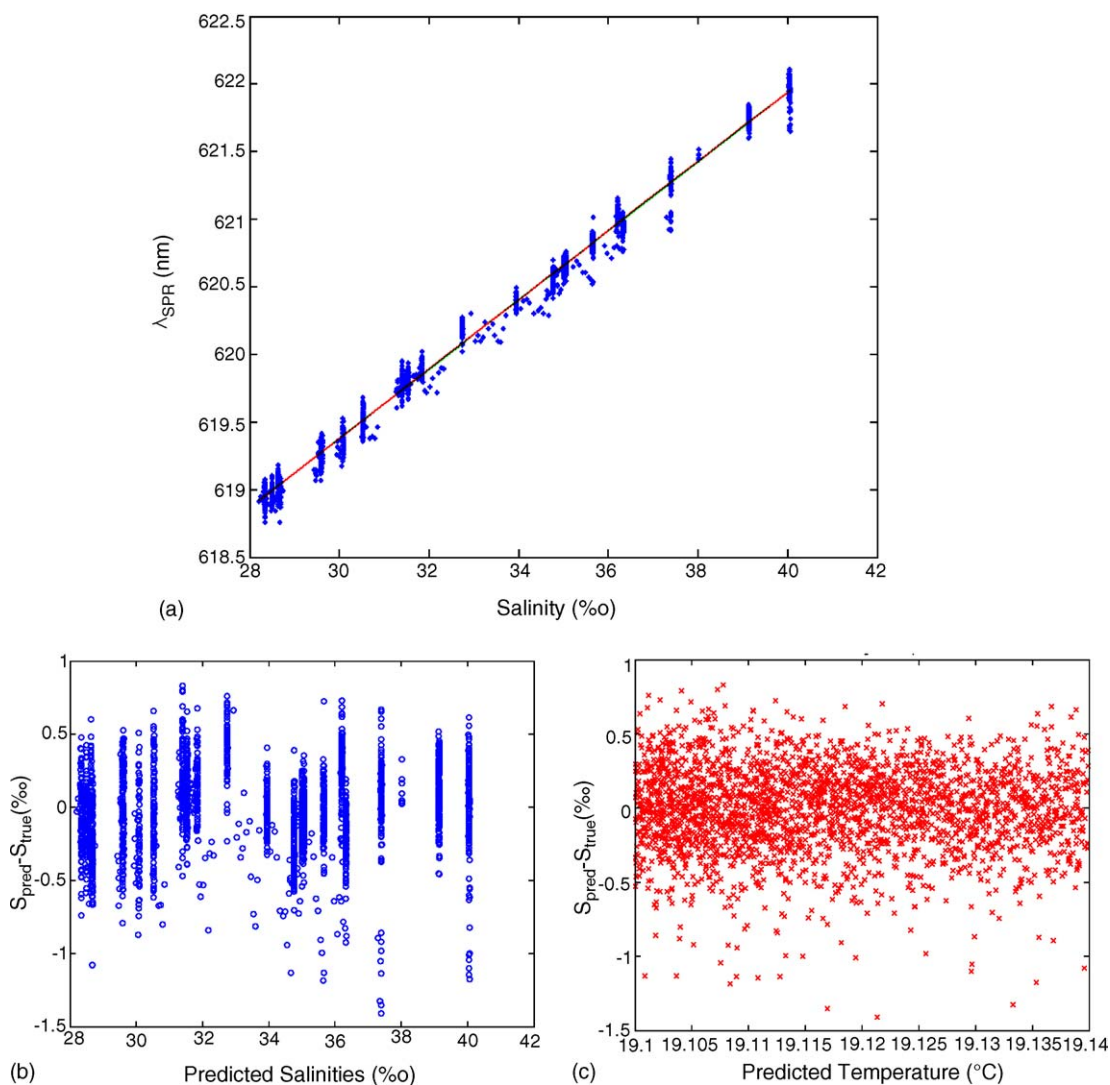 622.5
622
621.5
621
620.5
620
619.5
619
618.5
28 30 32 34 36 38 40 42
λSPR (nm)
Salinity (%o)
(a)
1
0.5
0
-0.5
-1
-1.5
28 30 32 34 36 38 40 42
Spred-Strue(‰)
Predicted Salinities (%o)
(b)
1
0.5
0
-0.5
-1
-1.5
19.1 19.105 19.11 19.115 19.12 19.125 19.13 19.135 19.14
Spred-Strue(‰)
Predicted Temperature (°C)
(c)